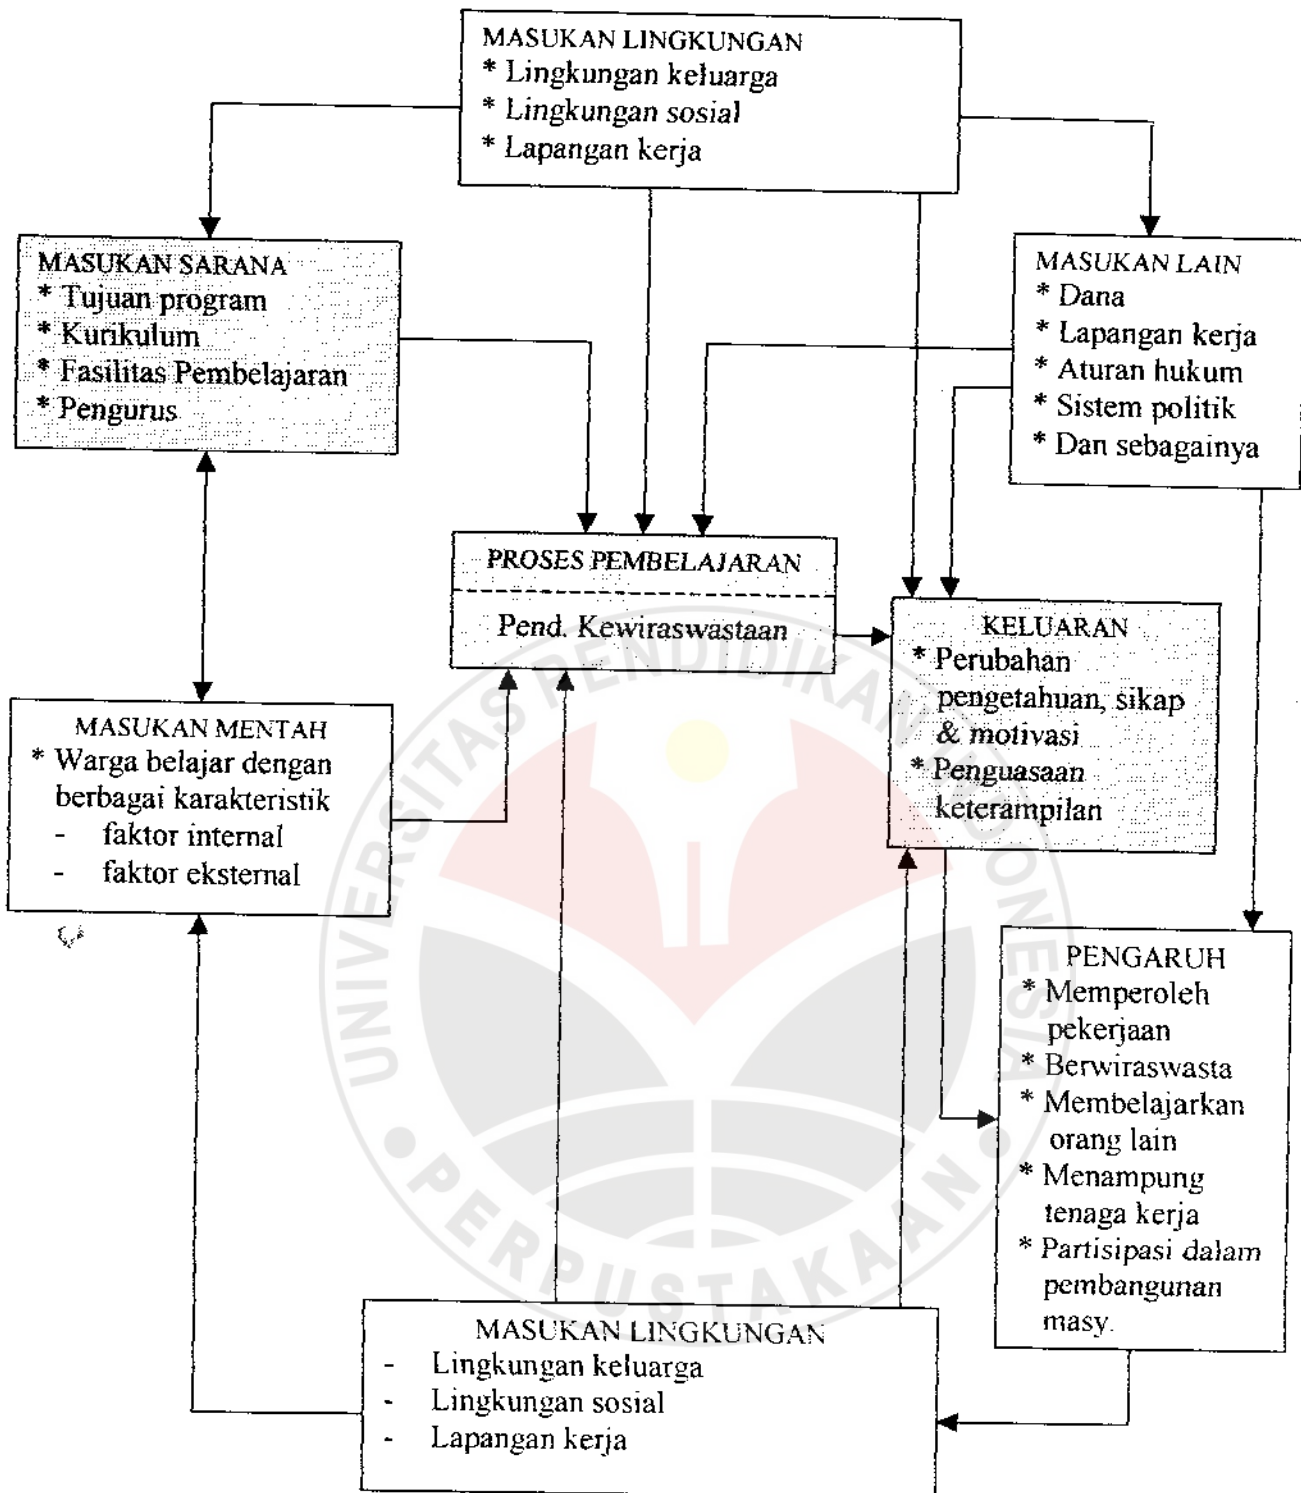 MASUKAN LINGKUNGAN
* Lingkungan keluarga
* Lingkungan sosial
* Lapangan kerja
MASUKAN SARANA
* Tujuan program
* Kurikulum
* Fasilitas Pembelajaran
* Pengurus
MASUKAN LAIN
* Dana
* Lapangan kerja
* Aturan hukum
* Sistem politik
* Dan sebagainya
PROSES PEMBELAJARAN
Pend. Kewiraswastaan
KELUARAN
* Perubahan
pengetahuan, sikap
& motivasi
* Penguasaan
keterampilan
MASUKAN MENTAH
* Warga belajar dengan
berbagai karakteristik
- faktor internal
- faktor eksternal
PENGARUH
* Memperoleh
pekerjaan
* Berwiraswasta
* Membelajarkan
orang lain
* Menampung
tenaga kerja
* Partisipasi dalam
pembangunan
masy.
MASUKAN LINGKUNGAN
- Lingkungan keluarga
- Lingkungan sosial
- Lapangan kerja
UNIVERSITAS PENDIDIKAN INDONESIA
PERPUSTAKAAN